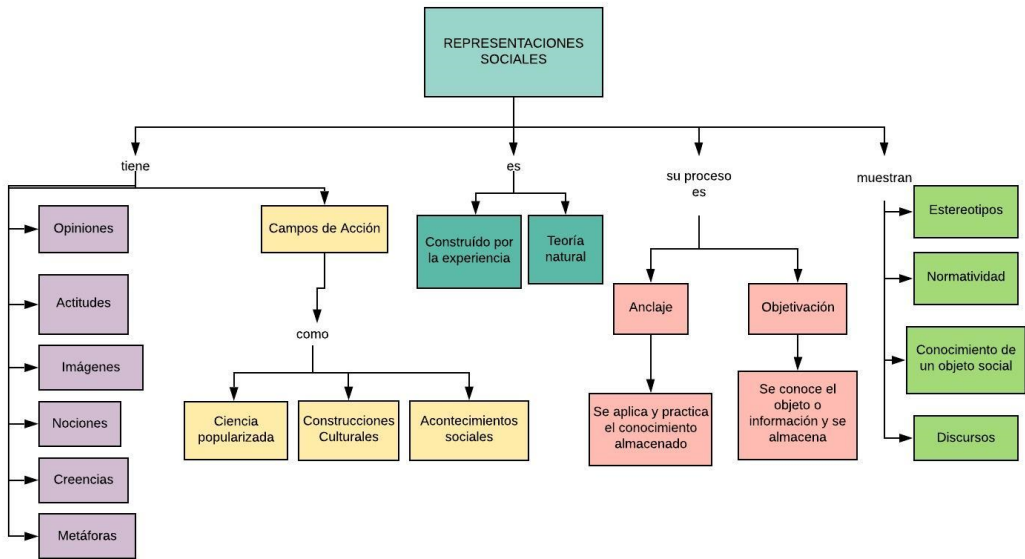 REPRESENTACIONES
SOCIALES
tiene
es
su proceso
es
muestran
Opiniones
Actitudes
Imágenes
Nociones
Creencias
Metáforas
Campos de Acción
como
Ciencia
popularizada
Construcciones
Culturales
Acontecimientos
sociales
Construído por
la experiencia
Teoría
natural
Anclaje
Se aplica y practica
el conocimiento
almacenado
Objetivación
Se conoce el
objeto o
información y se
almacena
Estereotipos
Normatividad
Conocimiento de
un objeto social
Discursos